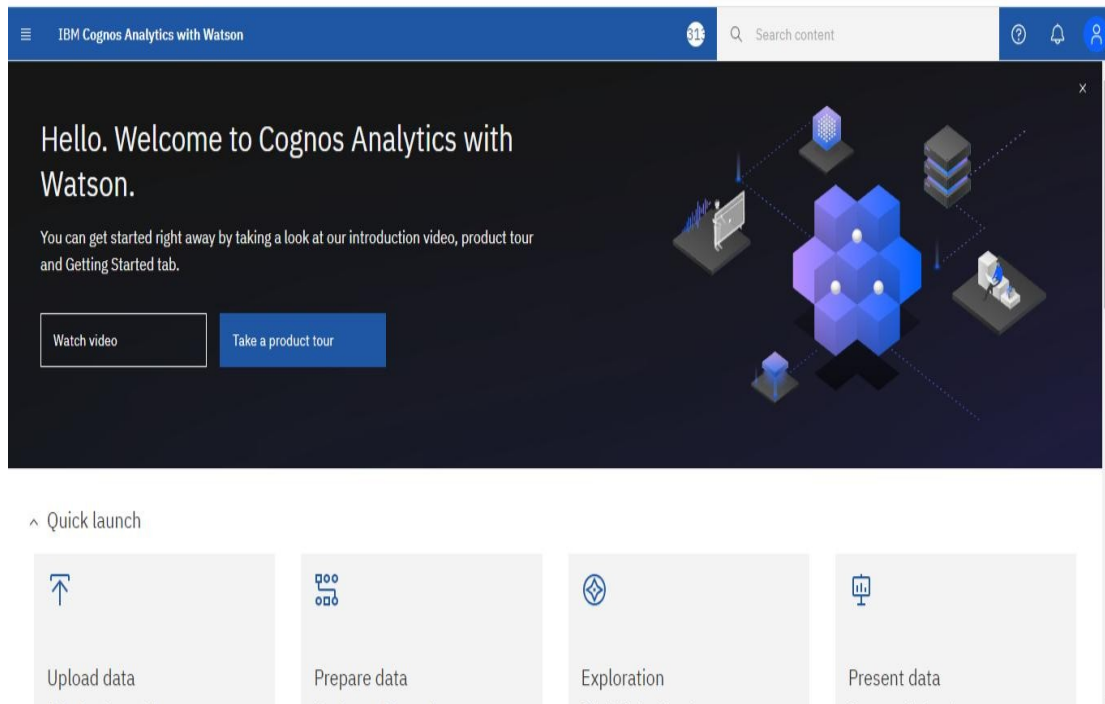 IBM Cognos Analytics with Watson
313
Search content
Hello. Welcome to Cognos Analytics with
Watson.
You can get started right away by taking a look at our introduction video, product tour
and Getting Started tab.
Watch video
Take a product tour
Quick launch
Upload data
Prepare data
Exploration
Present data